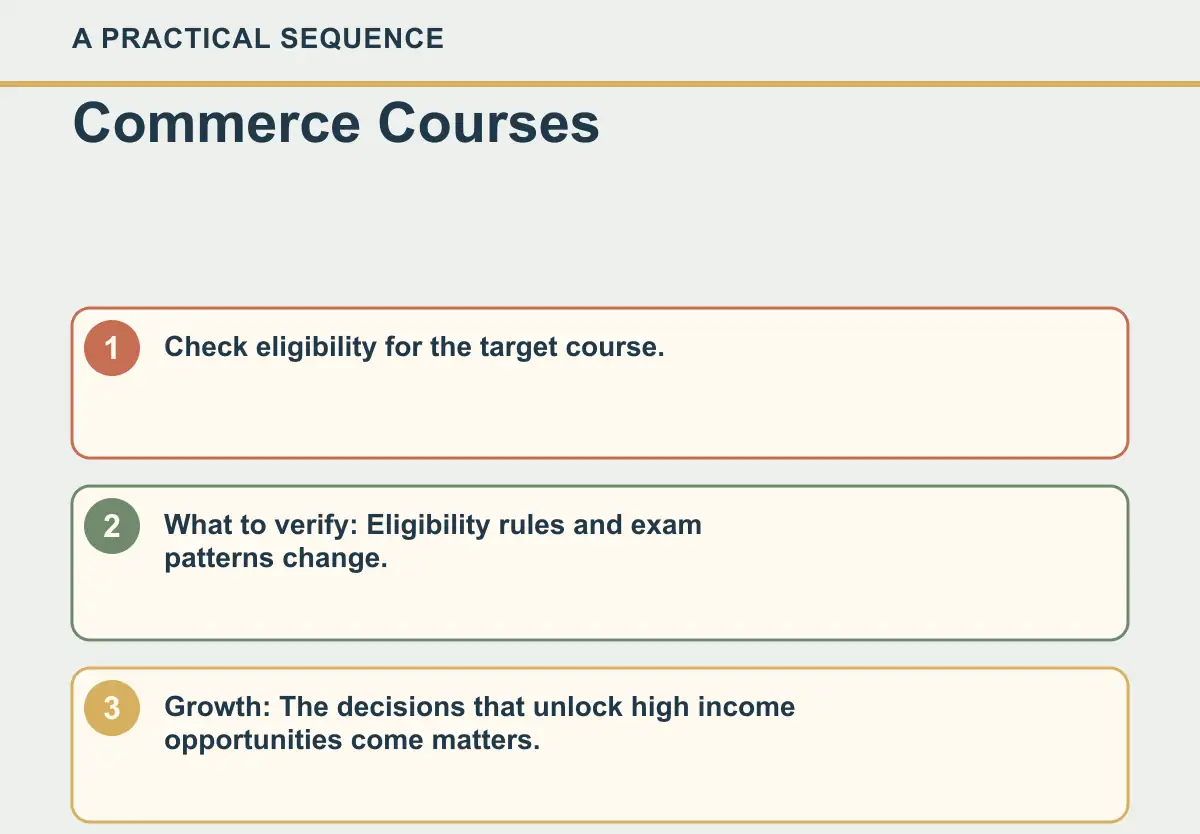 A PRACTICAL SEQUENCE
Commerce Courses
1
Check eligibility for the target course.
2
What to verify: Eligibility rules and exam
patterns change.
3
Growth: The decisions that unlock high income
opportunities come matters.